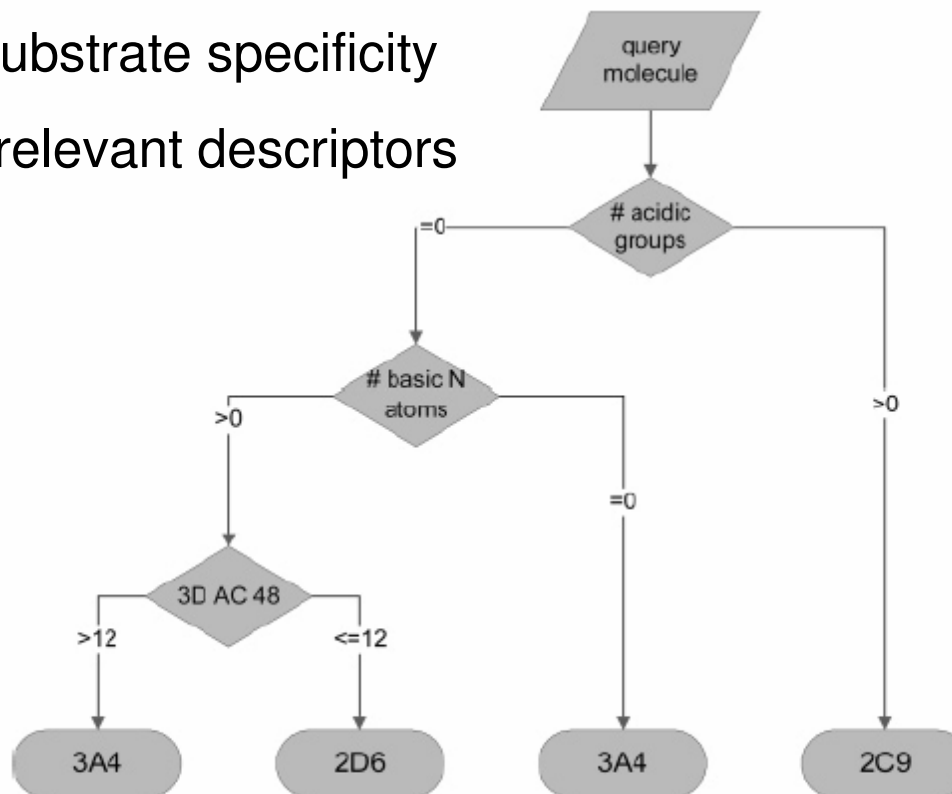 ubstrate specificity
relevant descriptors
query
molecule
# acidic
groups
=0
>0
# basic N
atoms
>0
=0
3D AC 48
>12
<=12
3A4
2D6
3A4
2C9